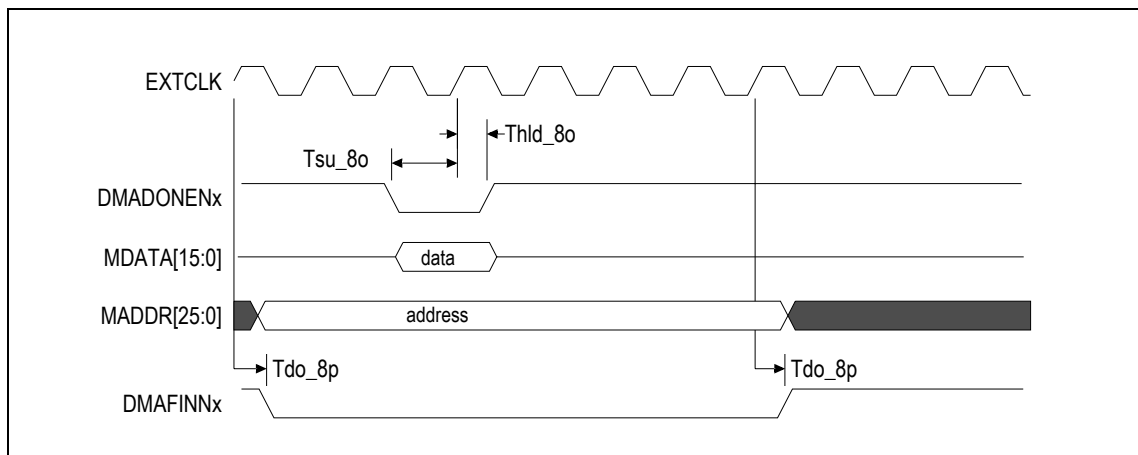 EXTCLK
Thld_8o
Tsu_8o
DMADONENx
MDATA[15:0]
data
MADDR[25:0]
address
Tdo_8p
Tdo_8p
DMAFINNx